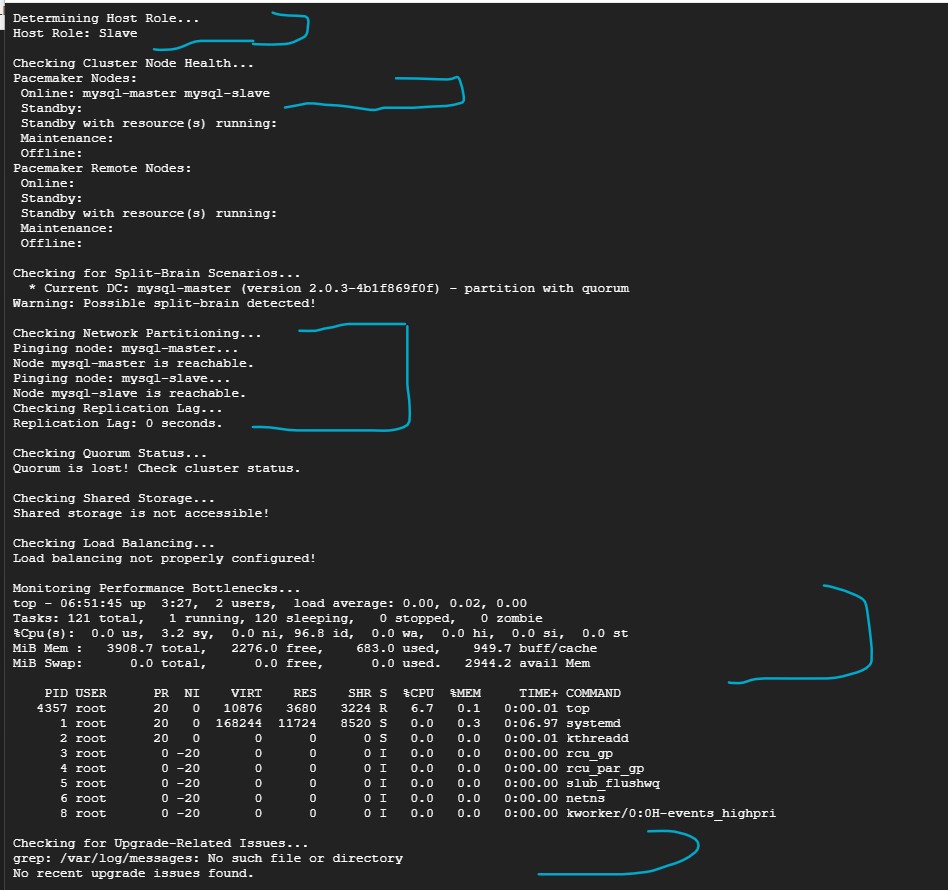 Determining Host Role...
Host Role: Slave
Checking Cluster Node Health...
Pacemaker Nodes:
Online: mysql-master mysql-slave
Standby:
Standby with resource(s) running:
Maintenance:
Offline:
Pacemaker Remote Nodes:
Online:
Standby:
Standby with resource(s) running:
Maintenance:
Offline:
Checking for Split-Brain Scenarios...
* Current DC: mysql-master (version 2.0.3-4b1f869f0f) - partition with quorum
Warning: Possible split-brain detected!
Checking Network Partitioning...
Pinging node: mysql-master...
Node mysql-master is reachable.
Pinging node: mysql-slave...
Node mysql-slave is reachable.
Checking Replication Lag...
Replication Lag: 0 seconds.
Checking Quorum Status...
Quorum is lost! Check cluster status.
Checking Shared Storage...
Shared storage is not accessible!
Checking Load Balancing...
Load balancing not properly configured!
Monitoring Performance Bottlenecks...
top - 06:51:45 up  3:27,  2 users,  load average: 0.00, 0.02, 0.00
Tasks: 121 total,   1 running, 120 sleeping,   0 stopped,   0 zombie
%Cpu(s):  0.0 us,  3.2 sy,  0.0 ni, 96.8 id,  0.0 wa,  0.0 hi,  0.0 si,  0.0 st
MiB Mem :   3908.7 total,   2276.0 free,    683.0 used,    949.7 buff/cache
MiB Swap:      0.0 total,      0.0 free,      0.0 used.   2944.2 avail Mem
PID USER      PR  NI    VIRT    RES    SHR S  %CPU  %MEM     TIME+ COMMAND
4357 root      20   0   10876   3680   3224 R   6.7   0.1   0:00.01 top
1 root      20   0  168244  11724   8520 S   0.0   0.3   0:06.97 systemd
2 root      20   0       0      0      0 S   0.0   0.0   0:00.01 kthreadd
3 root       0 -20       0      0      0 I   0.0   0.0   0:00.00 rcu_gp
4 root       0 -20       0      0      0 I   0.0   0.0   0:00.00 rcu_par_gp
5 root       0 -20       0      0      0 I   0.0   0.0   0:00.00 slub_flushwq
6 root       0 -20       0      0      0 I   0.0   0.0   0:00.00 netns
8 root       0 -20       0      0      0 I   0.0   0.0   0:00.00 kworker/0:0H-events_highpri
Checking for Upgrade-Related Issues...
grep: /var/log/messages: No such file or directory
No recent upgrade issues found.